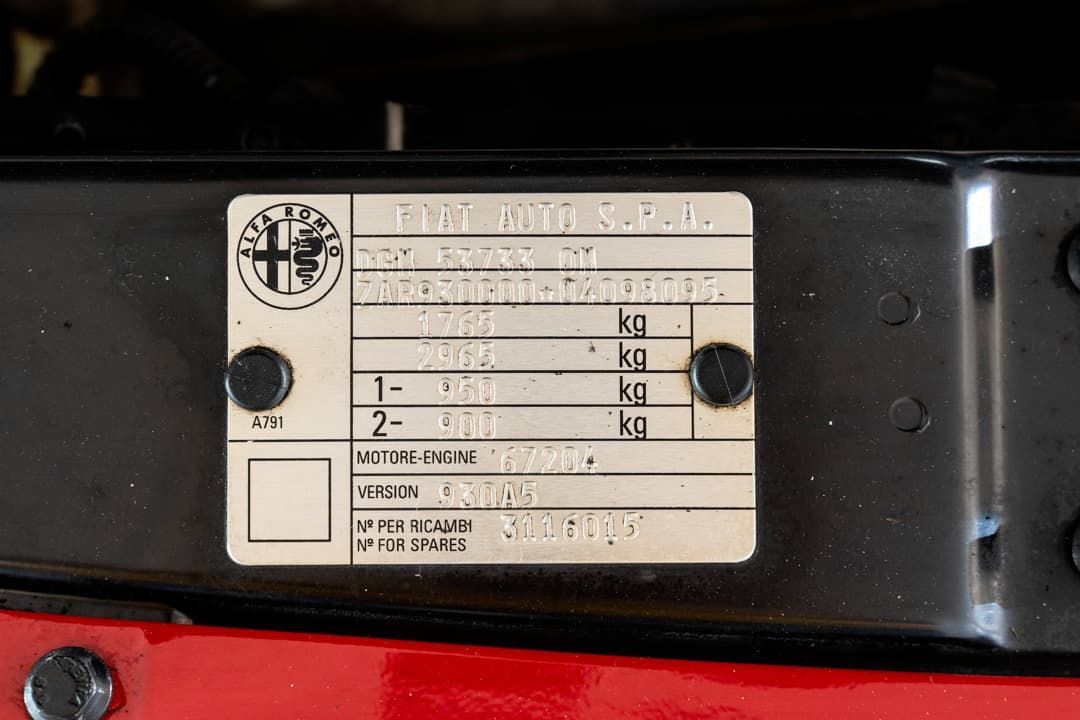 ALFA ROMEO
FIAT AUTO S.P.A.
DGM 53733 OM
ZAR930000*04098095
1765 kg
2965 kg
1- 950 kg
2- 900 kg
A791
MOTORE-ENGINE 67204
VERSION 930A5
Nº PER RICAMBI 3116015
Nº FOR SPARES